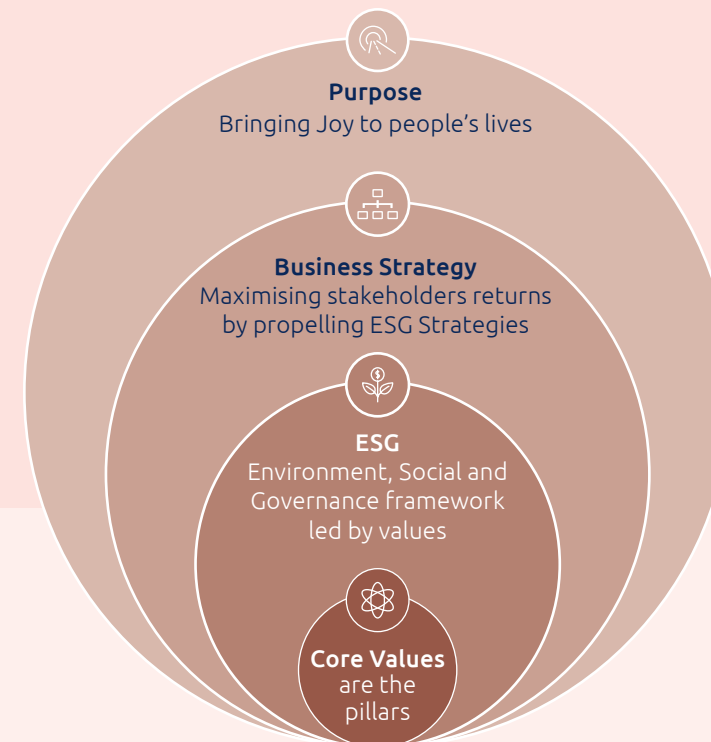 Purpose
Bringing Joy to people’s lives
Business Strategy
Maximising stakeholders returns
by propelling ESG Strategies
$
ESG
Environment, Social and
Governance framework
led by values
Core Values
are the
pillars